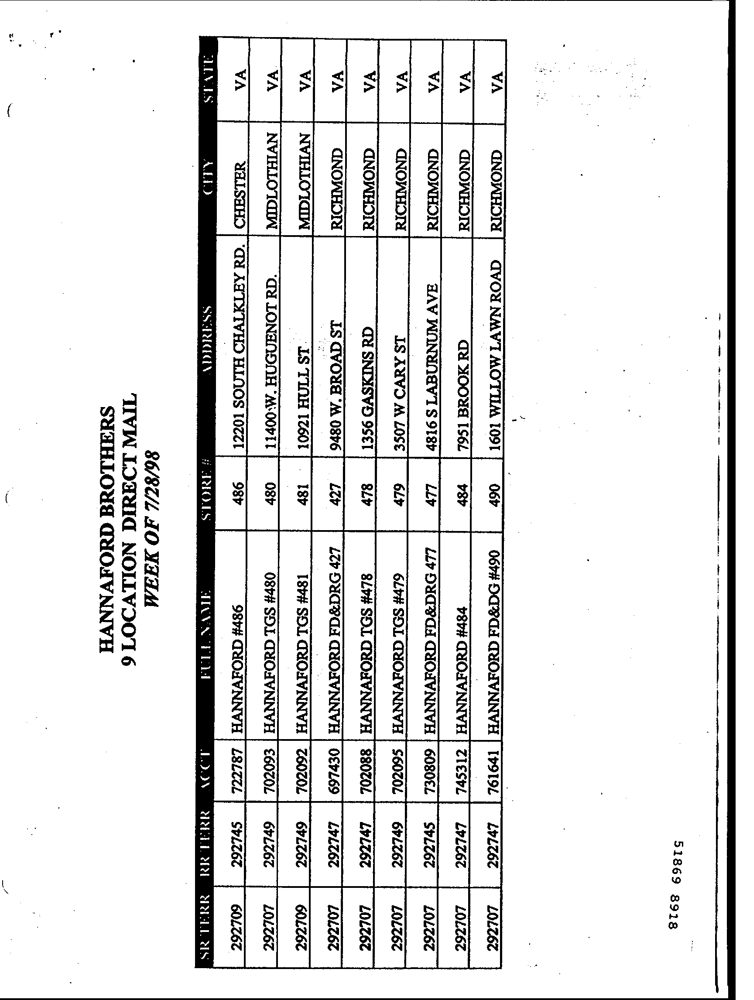 HANNAFORD BROTHERS
9 LOCATION DIRECT MAIL
WEEK OF 7/28/98
SR TERR RR TERR ACCT FULL NAME STORE # ADDRESS CITY STATE
292709 292745 722787 HANNAFORD #486 486 12201 SOUTH CHALKLEY RD. CHESTER VA
292707 292749 702093 HANNAFORD TGS #480 480 11400 W. HUGUENOT RD. MIDLOTHIAN VA
292709 292749 702092 HANNAFORD TGS #481 481 10921 HULL ST MIDLOTHIAN VA
292707 292747 697430 HANNAFORD FD&DRG 427 427 9480 W. BROAD ST RICHMOND VA
292707 292747 702088 HANNAFORD TGS #478 478 1356 GASKINS RD RICHMOND VA
292707 292749 702095 HANNAFORD TGS #479 479 3507 W CARY ST RICHMOND VA
292707 292745 730809 HANNAFORD FD&DRG 477 477 4816 S LABURNUM AVE RICHMOND VA
292707 292747 745312 HANNAFORD #484 484 7951 BROOK RD RICHMOND VA
292707 292747 761641 HANNAFORD FD&DG #490 490 1601 WILLOW LAWN ROAD RICHMOND VA
51869 8918